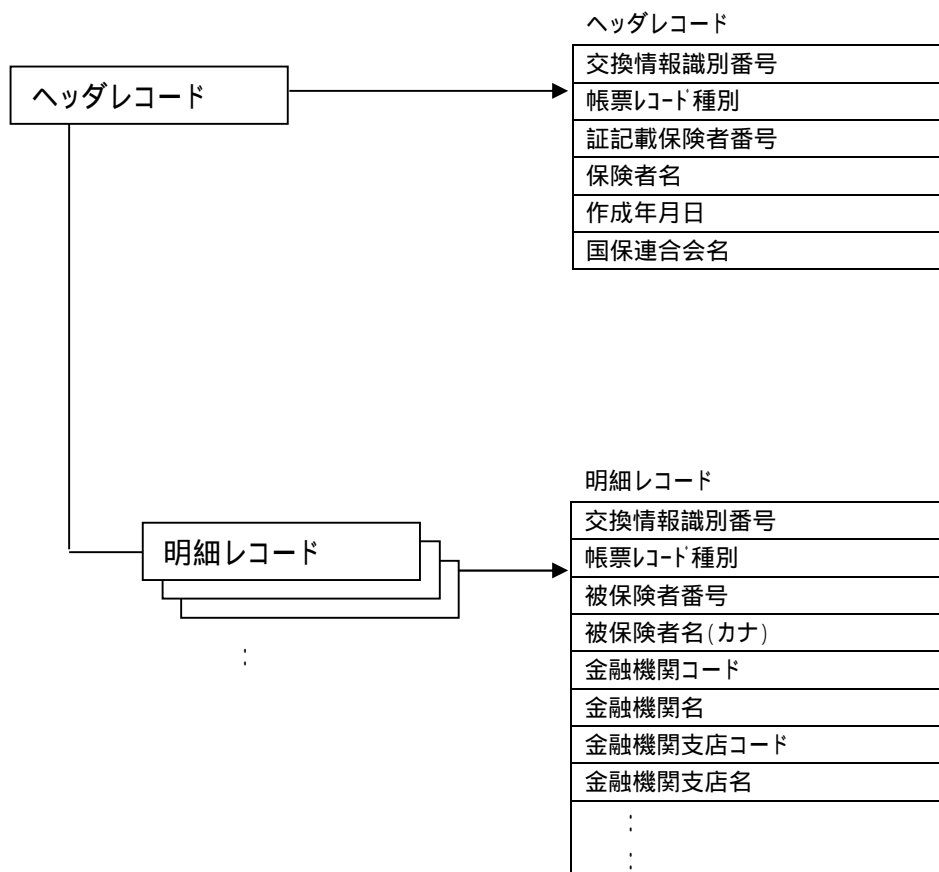 ヘッダレコード
ヘッダレコード
交換情報識別番号
帳票ﾚｺｰﾄﾞ種別
証記載保険者番号
保険者名
作成年月日
国保連合会名
明細レコード
:
明細レコード
交換情報識別番号
帳票ﾚｺｰﾄﾞ種別
被保険者番号
被保険者名(カナ)
金融機関コード
金融機関名
金融機関支店コード
金融機関支店名
:
: